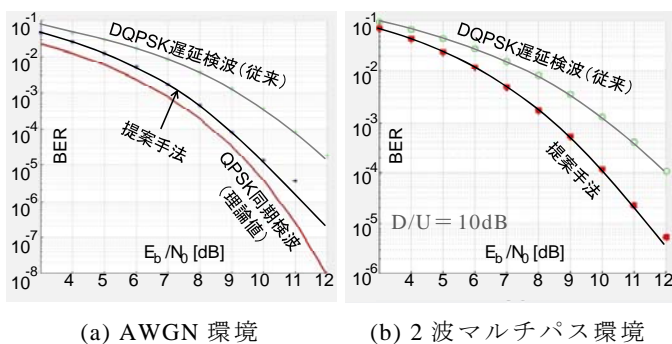 10-1
10-2
10-3
10-4
10-5
10-6
10-7
10-8
BER
DQPSK遅延検波(従来)
提案手法
QPSK同期検波
(理論値)
Eb/N0 [dB]
4 5 6 7 8 9 10 11 12
(a) AWGN 環境
10-1
10-2
10-3
10-4
10-5
10-6
BER
DQPSK遅延検波(従来)
提案手法
D/U＝10dB
Eb/N0 [dB]
4 5 6 7 8 9 10 11 12
(b) 2 波マルチパス環境